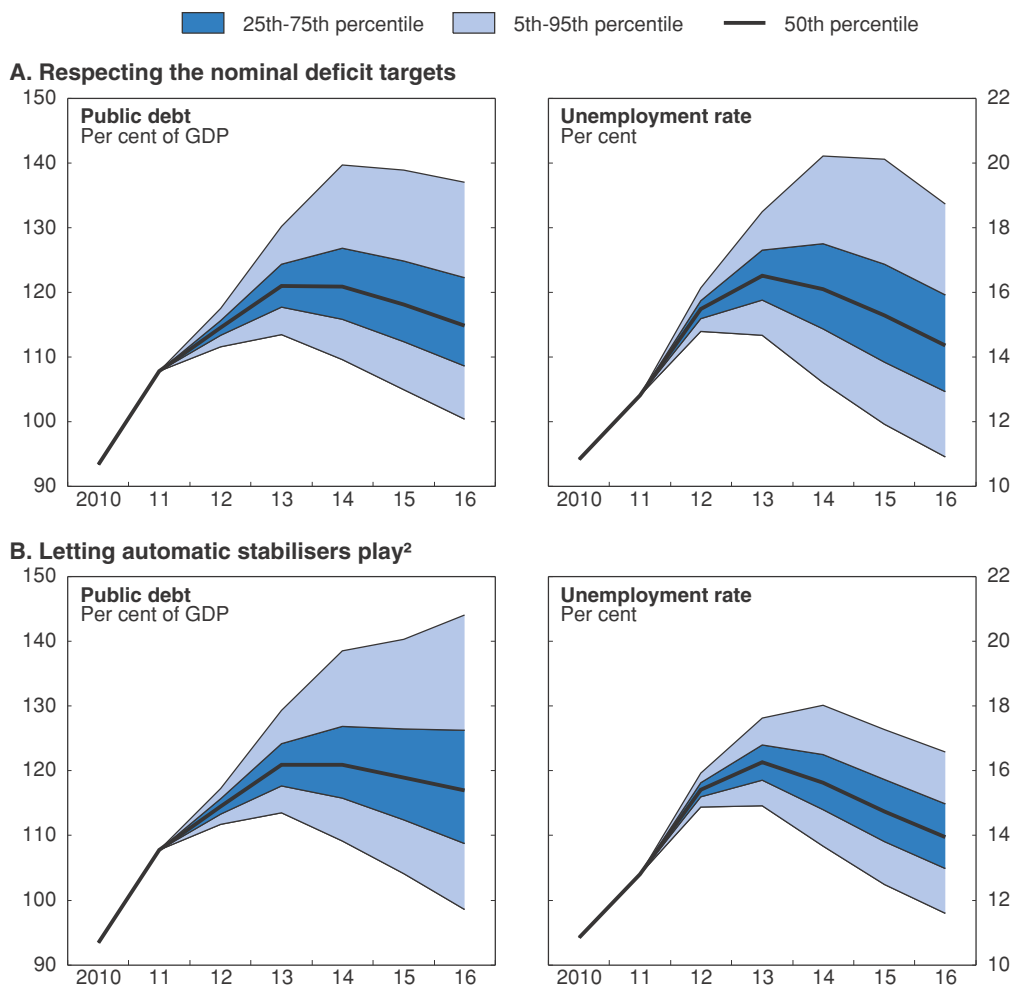 25th-75th percentile 5th-95th percentile 50th percentile
A. Respecting the nominal deficit targets
150
140
130
120
110
100
90
Public debt
Per cent of GDP
2010 11 12 13 14 15 16
Unemployment rate
Per cent
22
20
18
16
14
12
10
2010 11 12 13 14 15 16
B. Letting automatic stabilisers play²
150
140
130
120
110
100
90
Public debt
Per cent of GDP
2010 11 12 13 14 15 16
Unemployment rate
Per cent
22
20
18
16
14
12
10
2010 11 12 13 14 15 16